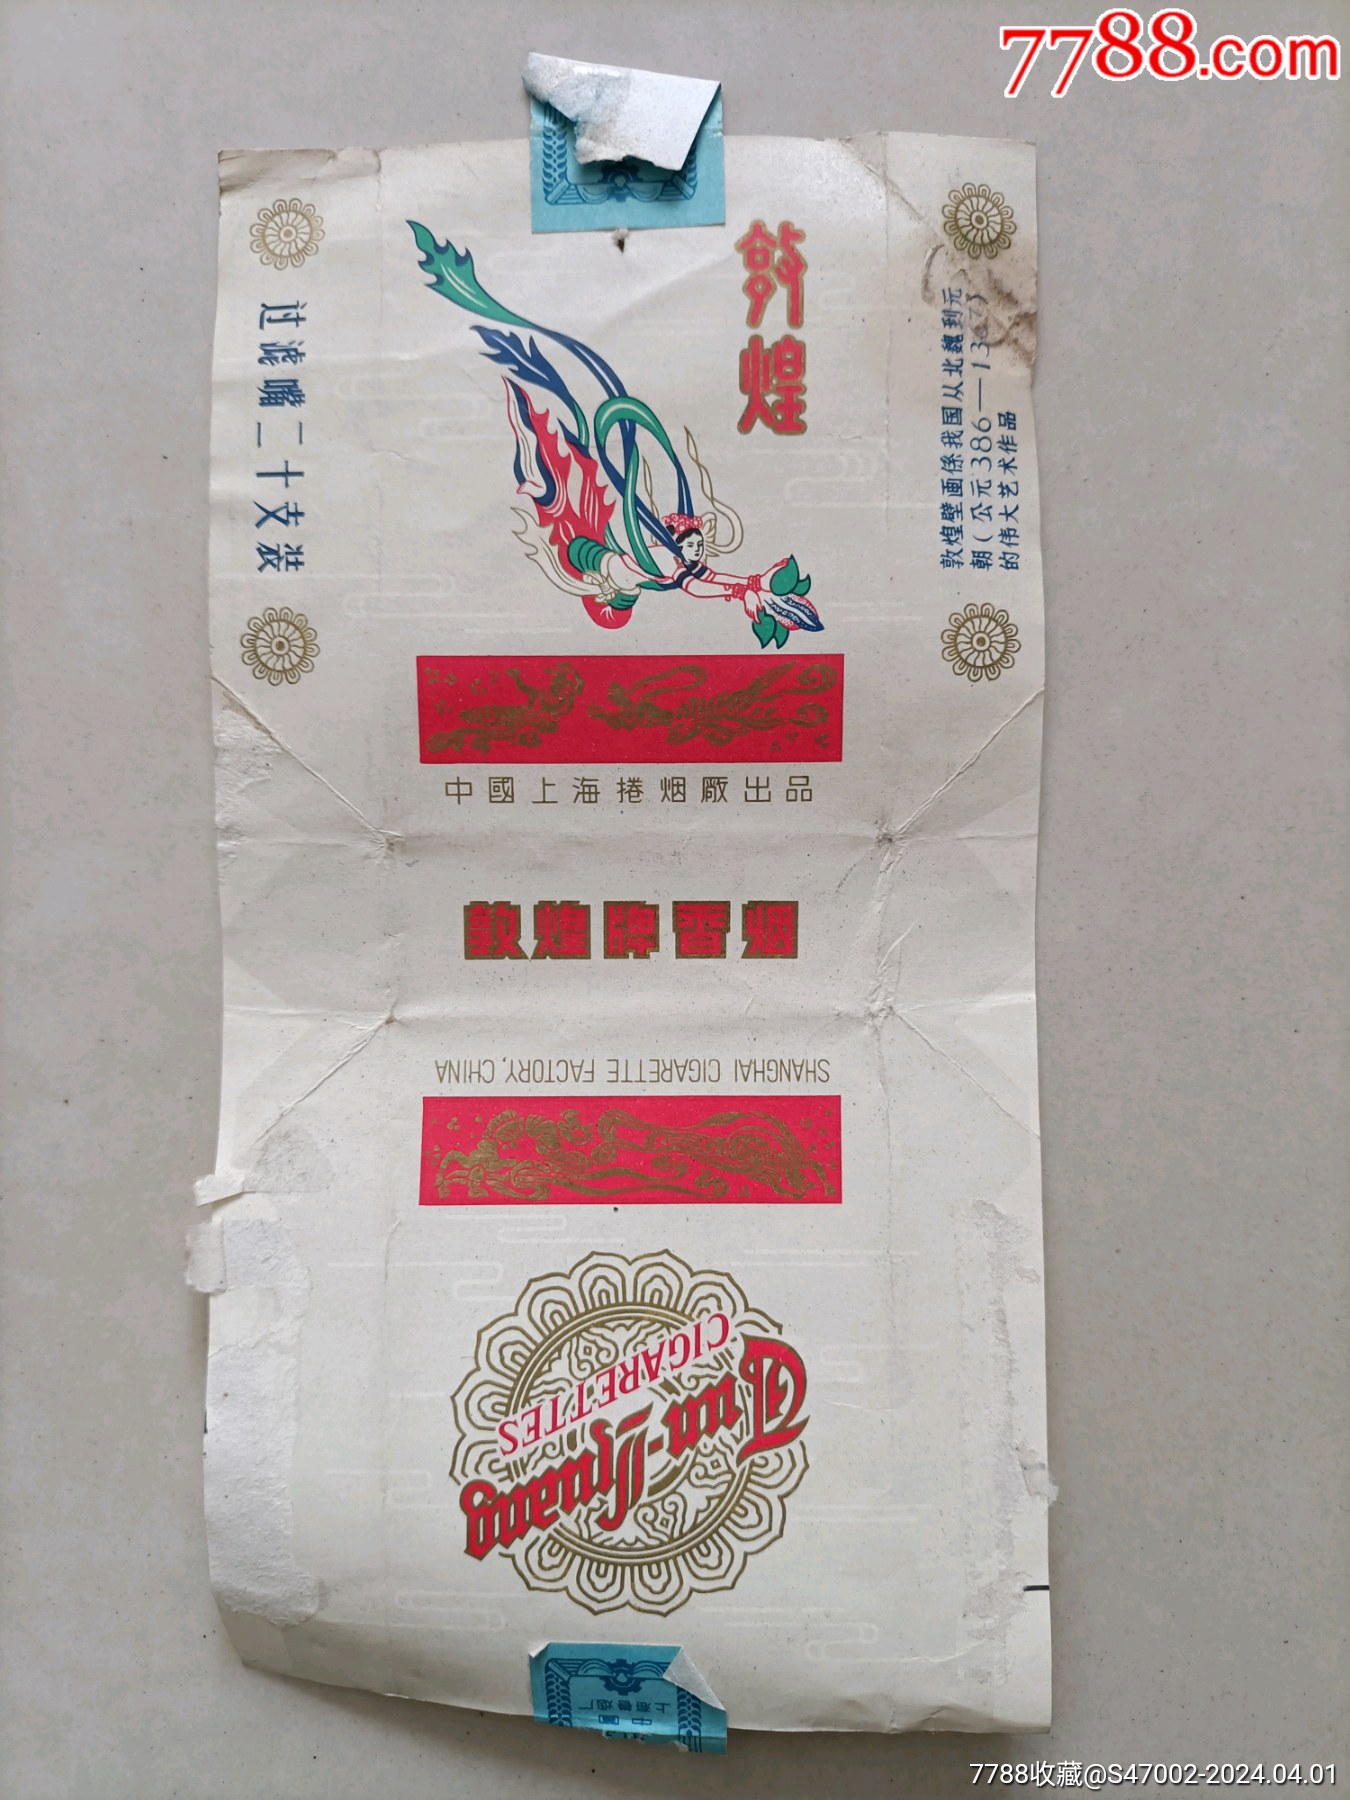 7788.com
敦煌
过滤嘴二十支装
敦煌壁画係我国从北魏到元
朝(公元386—1367)
的伟大艺术作品
中國上海捲烟厰出品
敦煌牌香烟
SHANGHAI CIGARETTE FACTORY, CHINA
Tun-Huang
CIGARETTES
7788收藏@S47002-2024.04.01